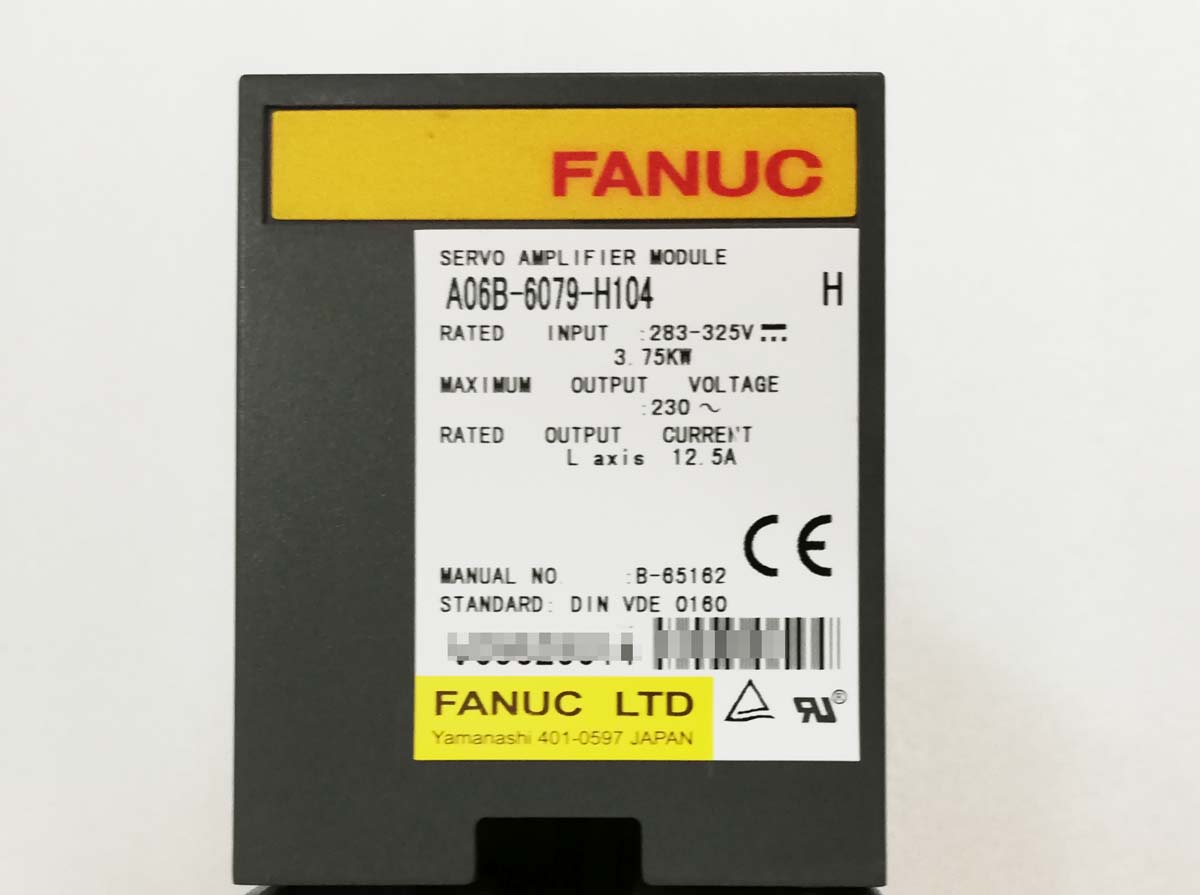 FANUC
SERVO AMPLIFIER MODULE
A06B-6079-H104 H
RATED INPUT :283-325V⎓
3.75KW
MAXIMUM OUTPUT VOLTAGE
:230～
RATED OUTPUT CURRENT
L axis 12.5A
CE
MANUAL NO. :B-65162
STANDARD: DIN VDE 0160
FANUC LTD
Yamanashi 401-0597 JAPAN